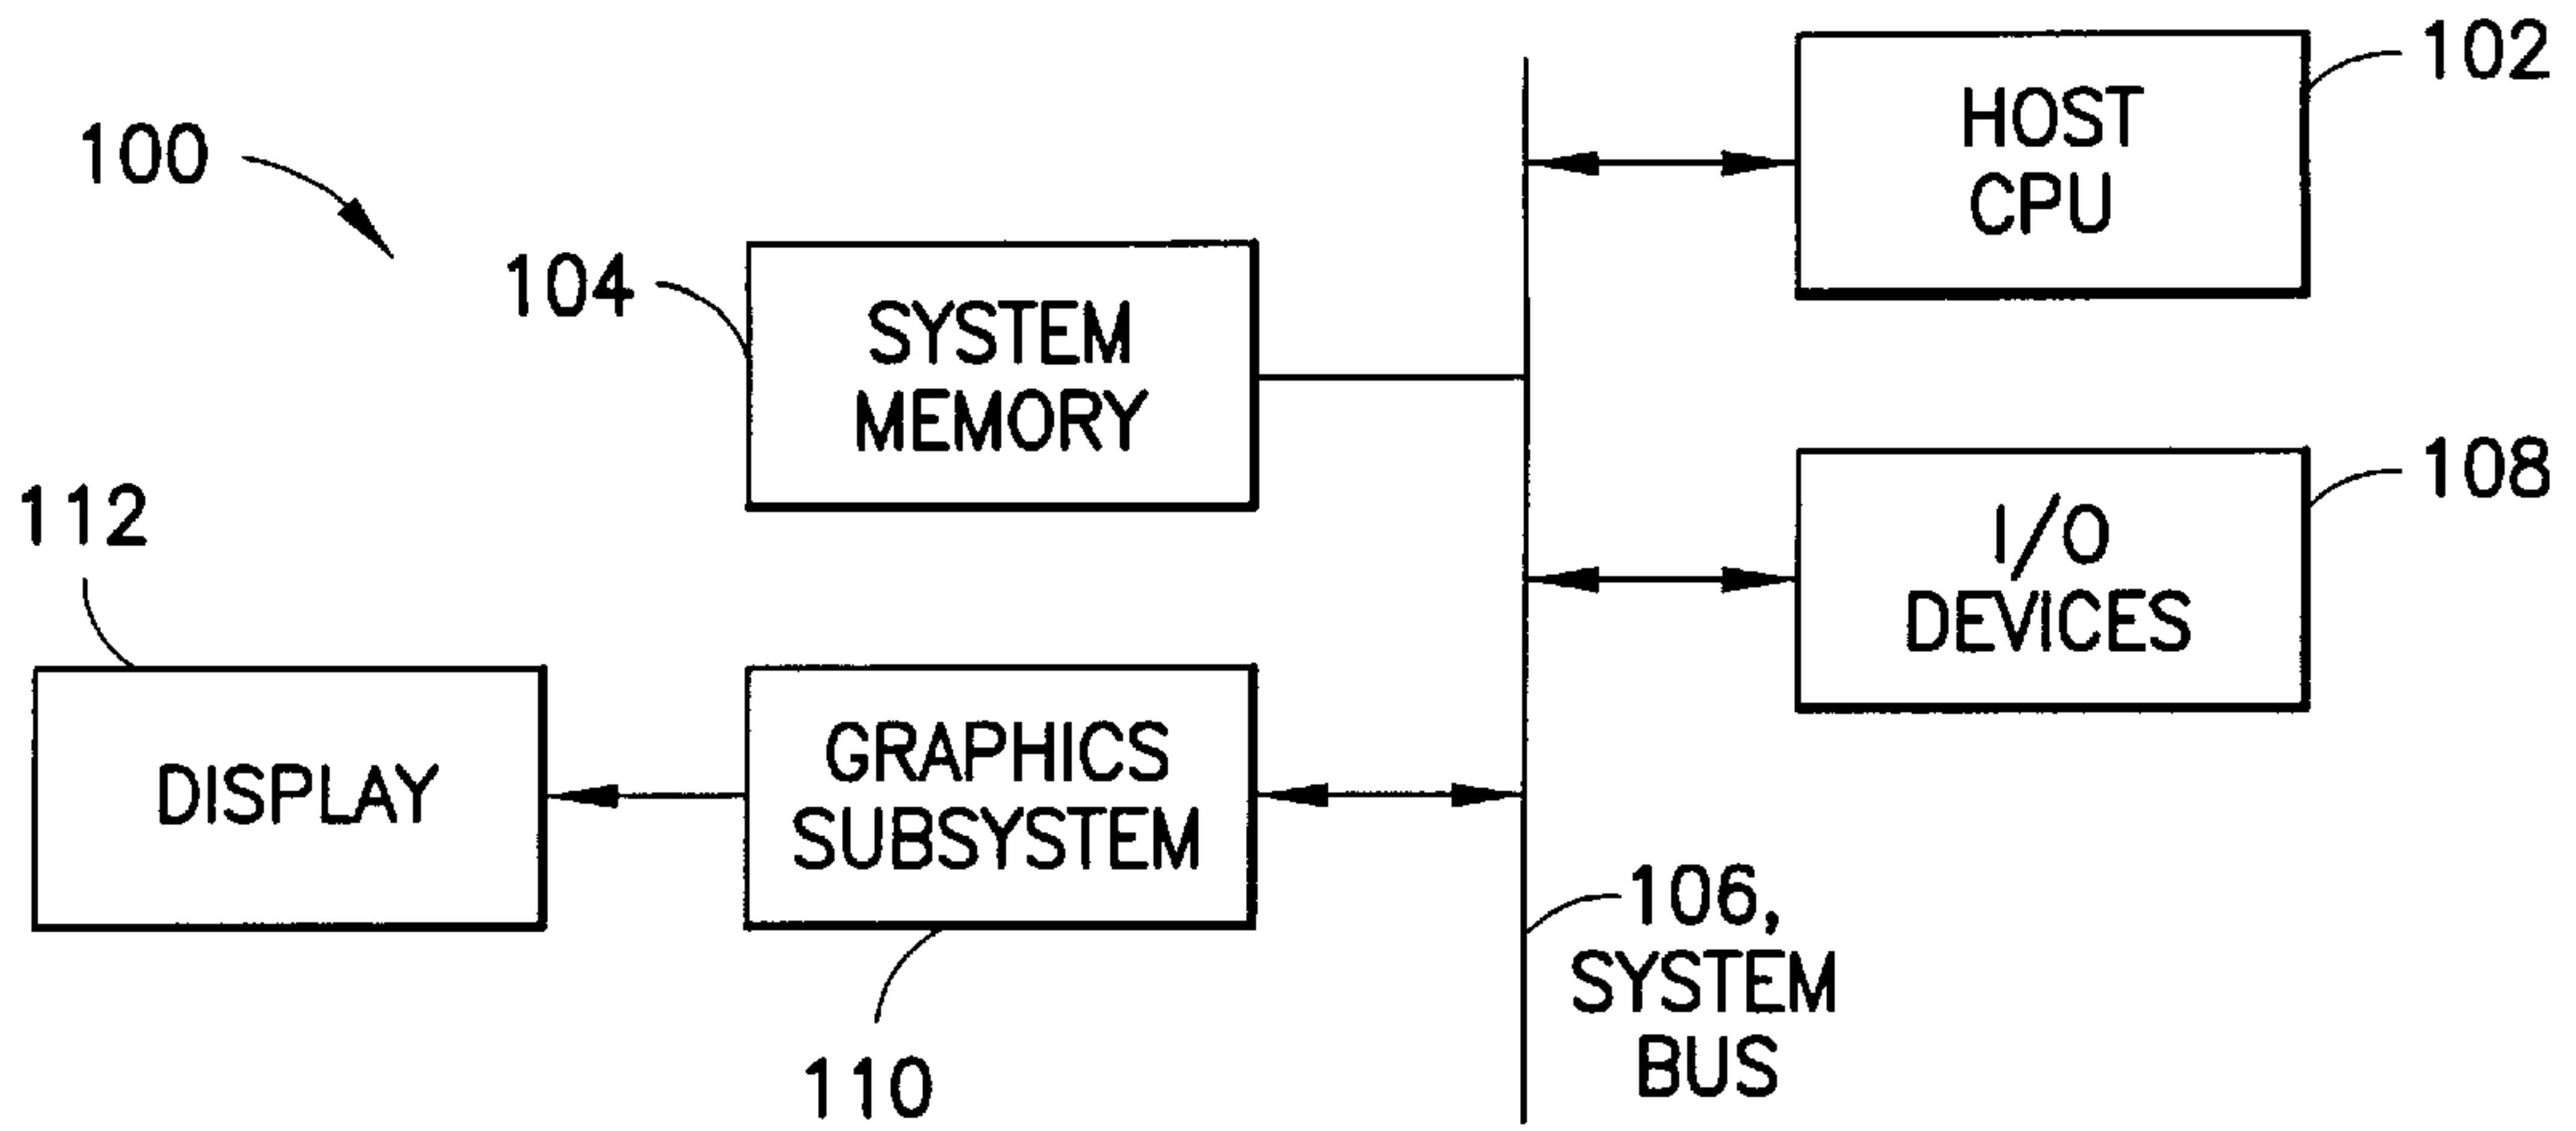 102
HOST
CPU
100
104
SYSTEM
MEMORY
108
I/O
DEVICES
112
DISPLAY
GRAPHICS
SUBSYSTEM
110
106,
SYSTEM
BUS